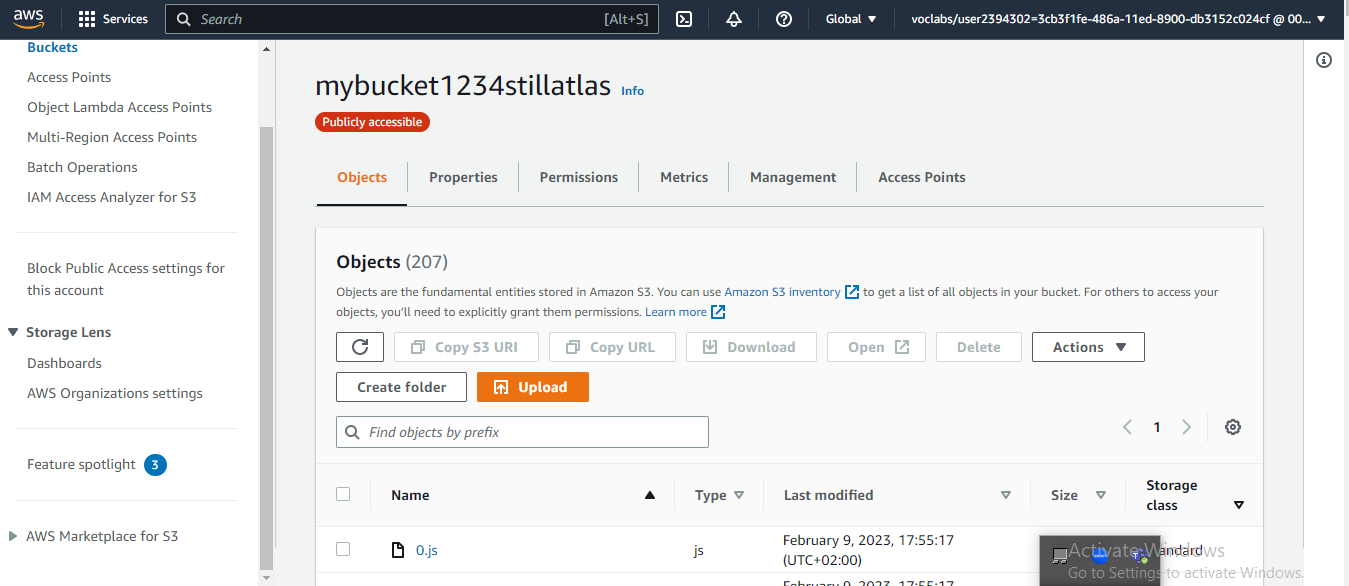 aws
Services
Search
[Alt+S]
Global
voclabs/user2394302=3cb3f1fe-486a-11ed-8900-db3152c024cf @ 00...
Buckets
Access Points
Object Lambda Access Points
Multi-Region Access Points
Batch Operations
IAM Access Analyzer for S3
Block Public Access settings for
this account
Storage Lens
Dashboards
AWS Organizations settings
Feature spotlight 3
AWS Marketplace for S3
mybucket1234stillatlas Info
Publicly accessible
Objects
Properties
Permissions
Metrics
Management
Access Points
Objects (207)
Objects are the fundamental entities stored in Amazon S3. You can use Amazon S3 inventory to get a list of all objects in your bucket. For others to access your
objects, you'll need to explicitly grant them permissions. Learn more
Copy S3 URI
Copy URL
Download
Open
Delete
Actions
Create folder
Upload
Find objects by prefix
1
Name
Type
Last modified
Size
Storage
class
0.js
js
February 9, 2023, 17:55:17
(UTC+02:00)
andard
February 9, 2023, 17:55:17
Activate Windows
Go to Settings to activate Windows.